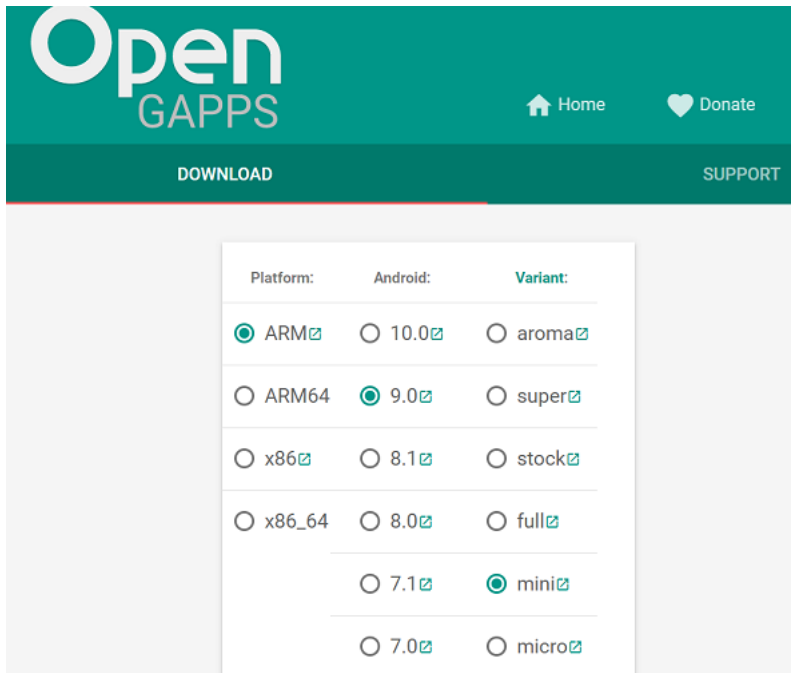 Open
GAPPS
Home
Donate
DOWNLOAD
SUPPORT
Platform: Android: Variant:
ARM 10.0 aroma
ARM64 9.0 super
x86 8.1 stock
x86_64 8.0 full
7.1 mini
7.0 micro